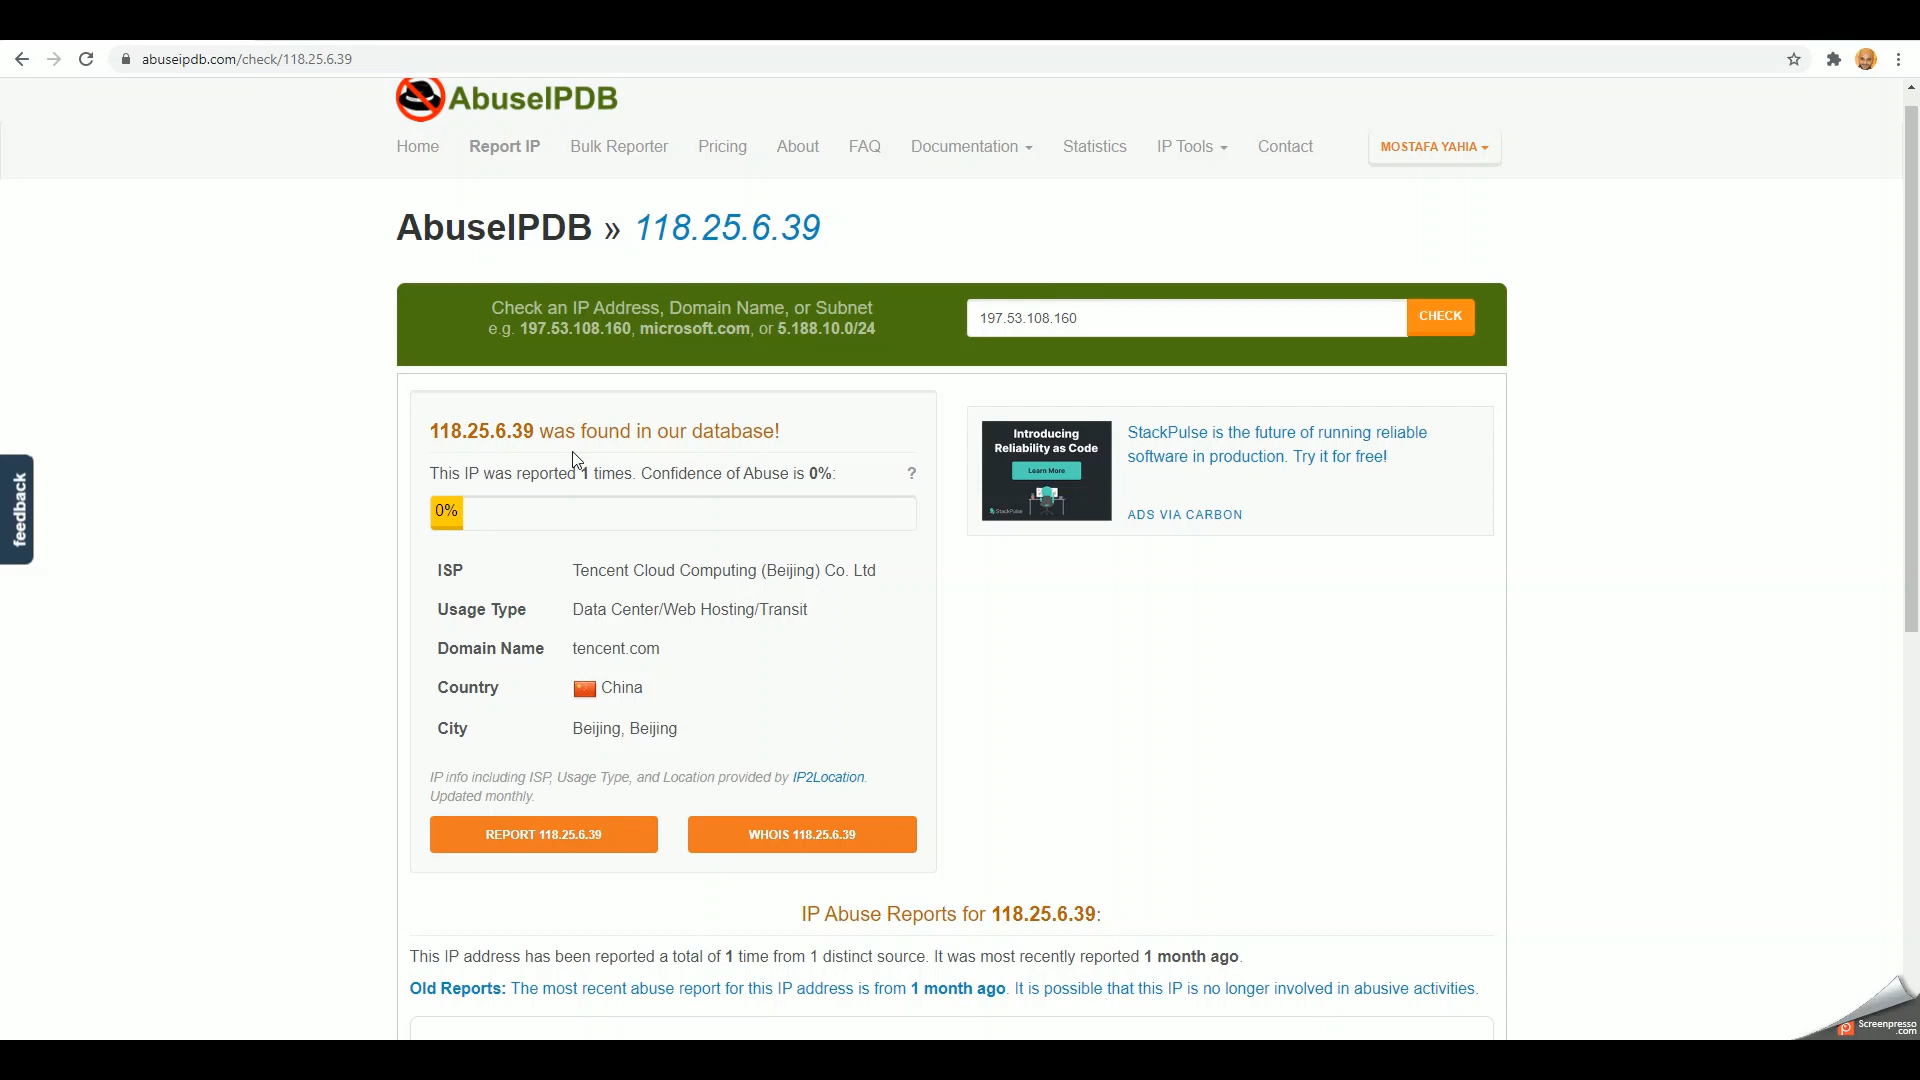 abuseipdb.com/check/118.25.6.39
AbuseIPDB
Home Report IP Bulk Reporter Pricing About FAQ Documentation Statistics IP Tools Contact MOSTAFA YAHIA
AbuseIPDB » 118.25.6.39
Check an IP Address, Domain Name, or Subnet
e.g. 197.53.108.160, microsoft.com, or 5.188.10.0/24
197.53.108.160
CHECK
118.25.6.39 was found in our database!
This IP was reported 1 times. Confidence of Abuse is 0%:
?
0%
ISP Tencent Cloud Computing (Beijing) Co. Ltd
Usage Type Data Center/Web Hosting/Transit
Domain Name tencent.com
Country China
City Beijing, Beijing
IP info including ISP, Usage Type, and Location provided by IP2Location.
Updated monthly.
REPORT 118.25.6.39
WHOIS 118.25.6.39
Introducing
Reliability as Code
Learn More
StackPulse
StackPulse is the future of running reliable
software in production. Try it for free!
ADS VIA CARBON
feedback
IP Abuse Reports for 118.25.6.39:
This IP address has been reported a total of 1 time from 1 distinct source. It was most recently reported 1 month ago.
Old Reports: The most recent abuse report for this IP address is from 1 month ago. It is possible that this IP is no longer involved in abusive activities.
Screenpresso
.com